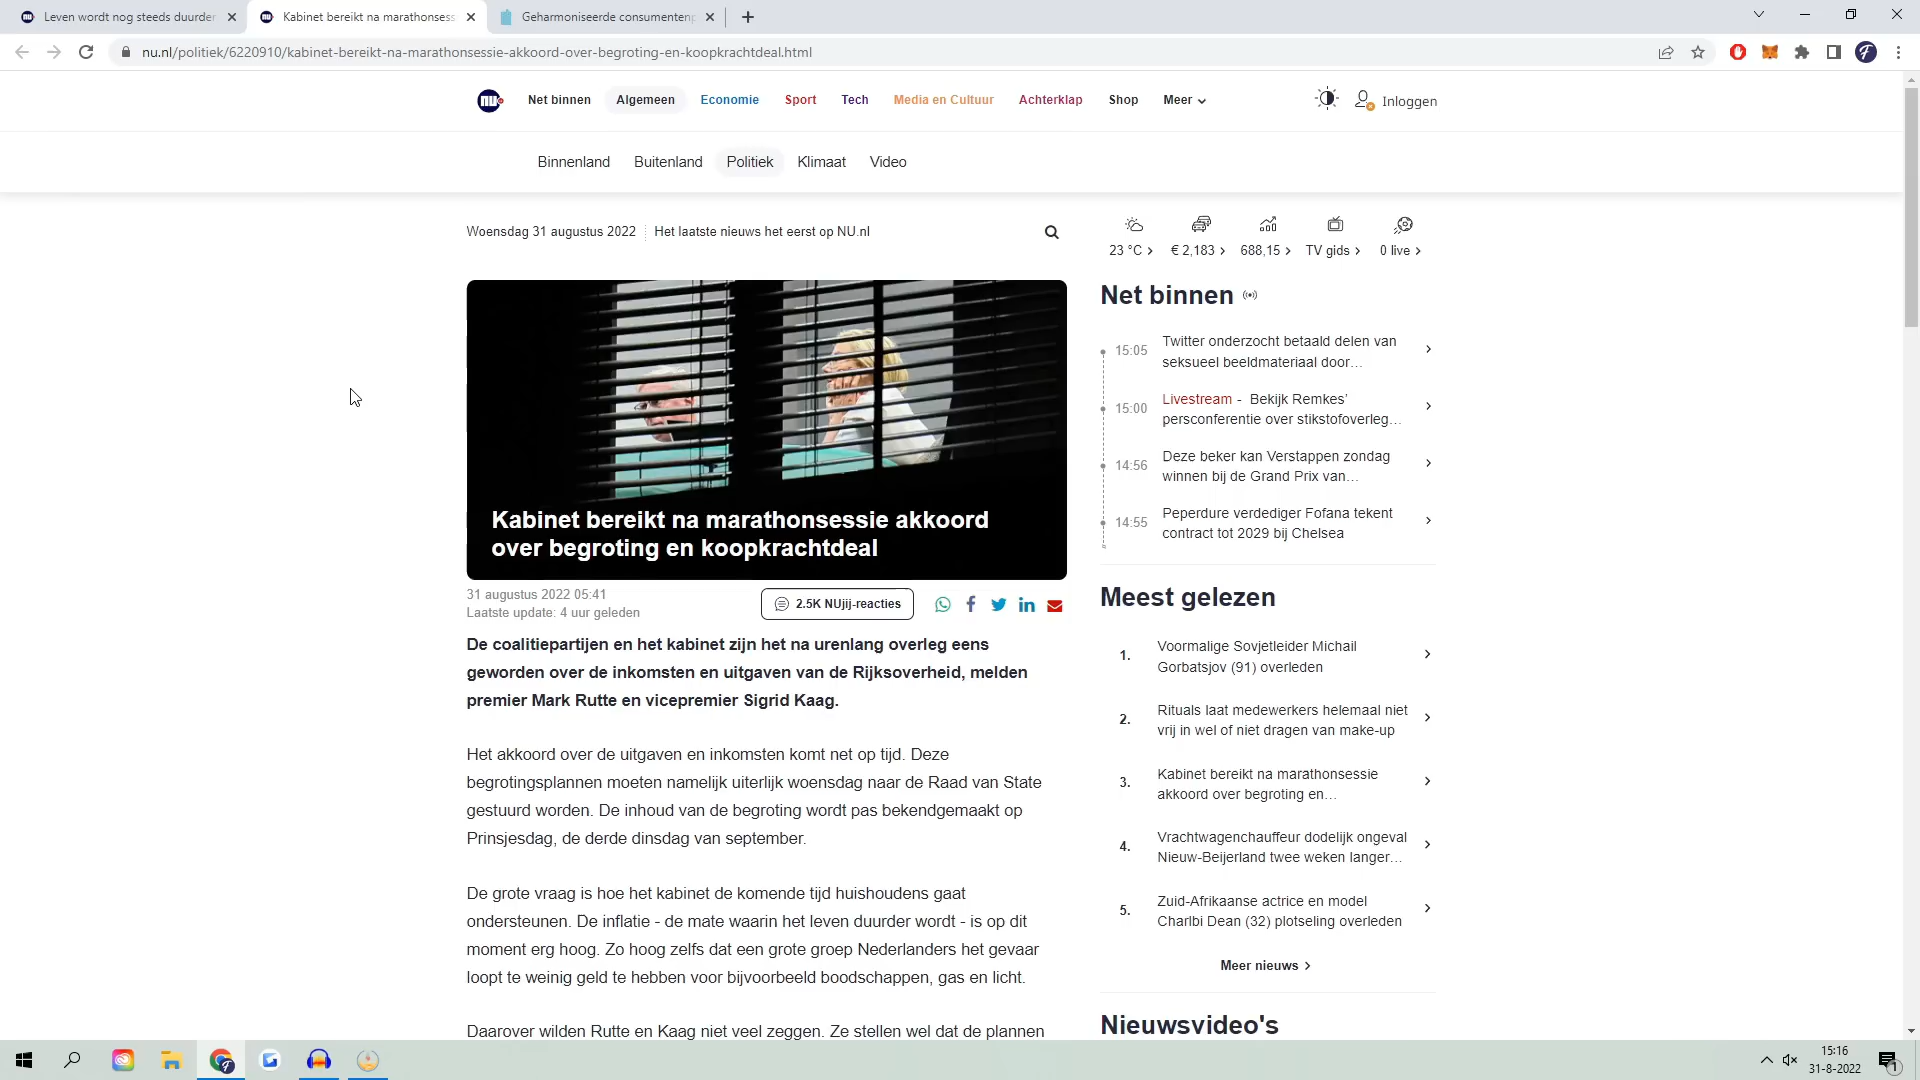 Leven wordt nog steeds duurder
Kabinet bereikt na marathonsess
Geharmoniseerde consumentenp
nu.nl/politiek/6220910/kabinet-bereikt-na-marathonsessie-akkoord-over-begroting-en-koopkrachtdeal.html
NU
Net binnen
Algemeen
Economie
Sport
Tech
Media en Cultuur
Achterklap
Shop
Meer
Inloggen
Binnenland
Buitenland
Politiek
Klimaat
Video
Woensdag 31 augustus 2022
Het laatste nieuws het eerst op NU.nl
23 °C
€ 2,183
688,15
TV gids
0 live
Kabinet bereikt na marathonsessie akkoord
over begroting en koopkrachtdeal
31 augustus 2022 05:41
Laatste update: 4 uur geleden
2.5K NUjij-reacties
De coalitiepartijen en het kabinet zijn het na urenlang overleg eens
geworden over de inkomsten en uitgaven van de Rijksoverheid, melden
premier Mark Rutte en vicepremier Sigrid Kaag.
Het akkoord over de uitgaven en inkomsten komt net op tijd. Deze
begrotingsplannen moeten namelijk uiterlijk woensdag naar de Raad van State
gestuurd worden. De inhoud van de begroting wordt pas bekendgemaakt op
Prinsjesdag, de derde dinsdag van september.
De grote vraag is hoe het kabinet de komende tijd huishoudens gaat
ondersteunen. De inflatie - de mate waarin het leven duurder wordt - is op dit
moment erg hoog. Zo hoog zelfs dat een grote groep Nederlanders het gevaar
loopt te weinig geld te hebben voor bijvoorbeeld boodschappen, gas en licht.
Daarover wilden Rutte en Kaag niet veel zeggen. Ze stellen wel dat de plannen
Net binnen
15:05
Twitter onderzocht betaald delen van
seksueel beeldmateriaal door…
15:00
Livestream - Bekijk Remkes'
persconferentie over stikstofoverleg…
14:56
Deze beker kan Verstappen zondag
winnen bij de Grand Prix van…
14:55
Peperdure verdediger Fofana tekent
contract tot 2029 bij Chelsea
Meest gelezen
1.
Voormalige Sovjetleider Michail
Gorbatsjov (91) overleden
2.
Rituals laat medewerkers helemaal niet
vrij in wel of niet dragen van make-up
3.
Kabinet bereikt na marathonsessie
akkoord over begroting en…
4.
Vrachtwagenchauffeur dodelijk ongeval
Nieuw-Beijerland twee weken langer…
5.
Zuid-Afrikaanse actrice en model
Charlbi Dean (32) plotseling overleden
Meer nieuws
Nieuwsvideo's
15:16
31-8-2022
1